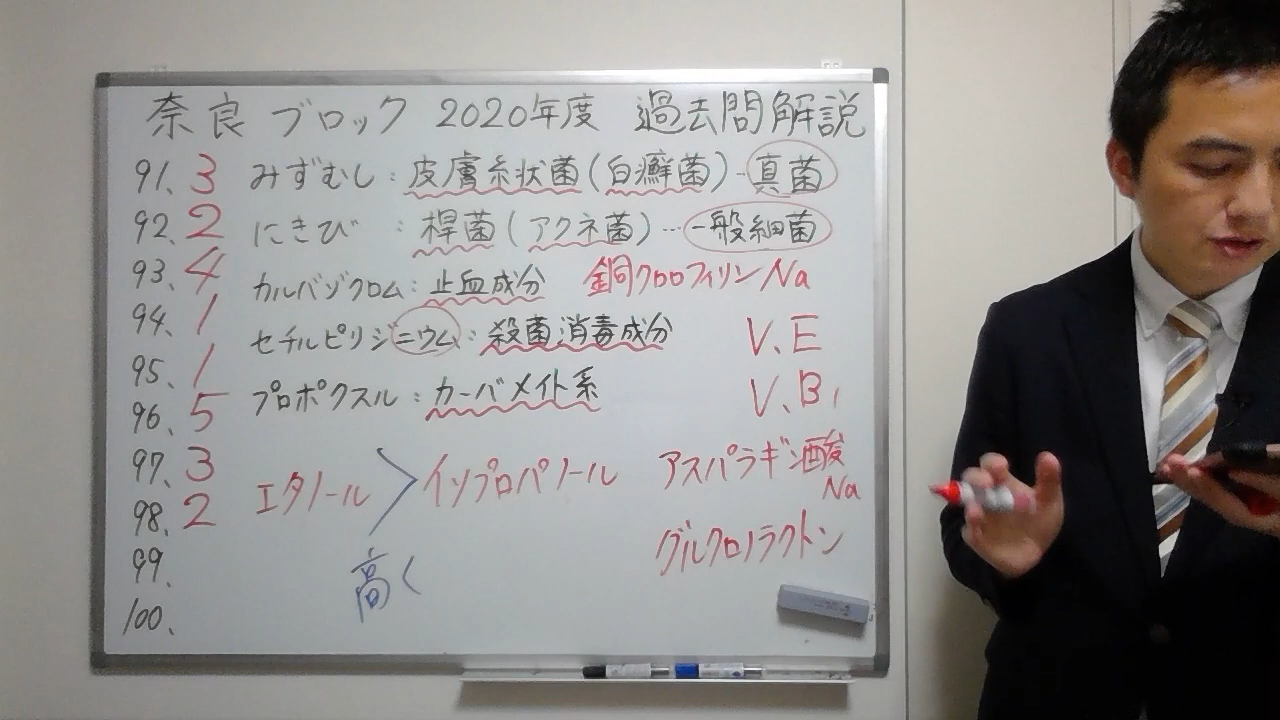 奈良ブロック 2020年度 過去問解説
91. 3 みずむし：皮膚糸状菌(白癬菌)…真菌
92. 2 にきび：桿菌(アクネ菌)…一般細菌
93. 4 カルバゾクロム：止血成分 銅クロロフィリンNa
94. 1 セチルピリジニウム：殺菌消毒成分 V.E
95. 1 プロポクスル：カーバメイト系 V.B1
96. 5
97. 3 エタノール > イソプロパノール アスパラギン酸Na
98. 2
99. 高く グルクロノラクトン
100.